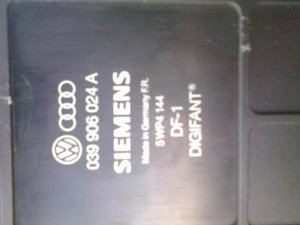 039 906 024 A
SIEMENS
Made in Germany F.R.
5WP4 144
DF-1
DIGIFANT®